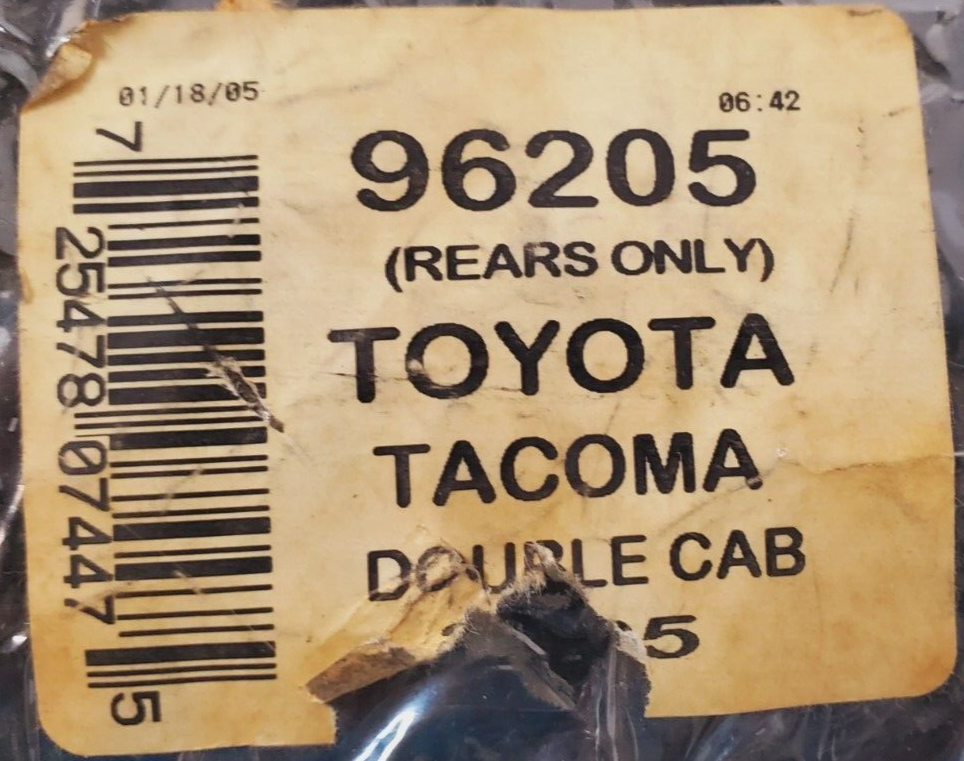 01/18/05 06:42
96205
(REARS ONLY)
TOYOTA
TACOMA
DOUBLE CAB
7 25478 07447 5